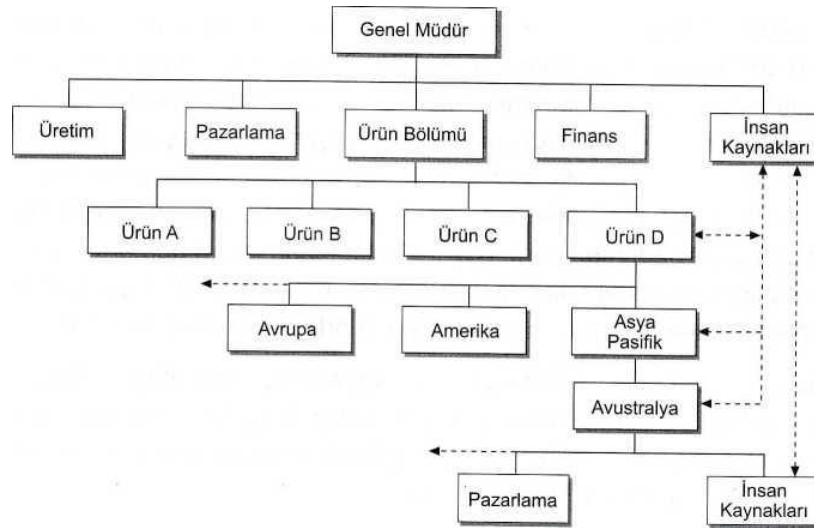 Genel Müdür
Üretim
Pazarlama
Ürün Bölümü
Finans
İnsan
Kaynakları
Ürün A
Ürün B
Ürün C
Ürün D
Avrupa
Amerika
Asya
Pasifik
Avustralya
Pazarlama
İnsan
Kaynakları